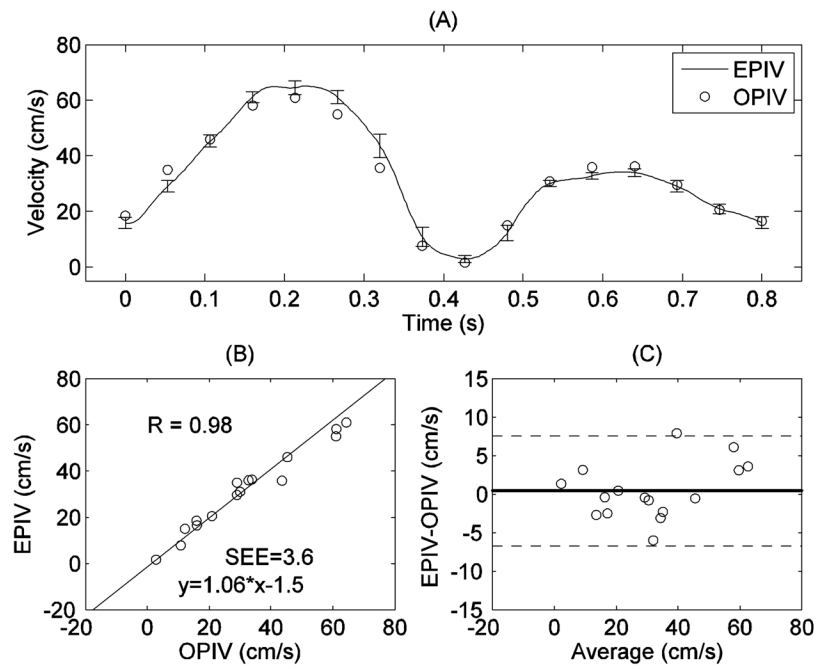 (A)
Velocity (cm/s)
80
60
40
20
0
EPIV
OPIV
0 0.1 0.2 0.3 0.4 0.5 0.6 0.7 0.8
Time (s)
(B)
EPIV (cm/s)
80
60
40
20
0
-20
R = 0.98
SEE=3.6
y=1.06*x-1.5
-20 0 20 40 60 80
OPIV (cm/s)
(C)
EPIV-OPIV (cm/s)
15
10
5
0
-5
-10
-15
-20 0 20 40 60 80
Average (cm/s)